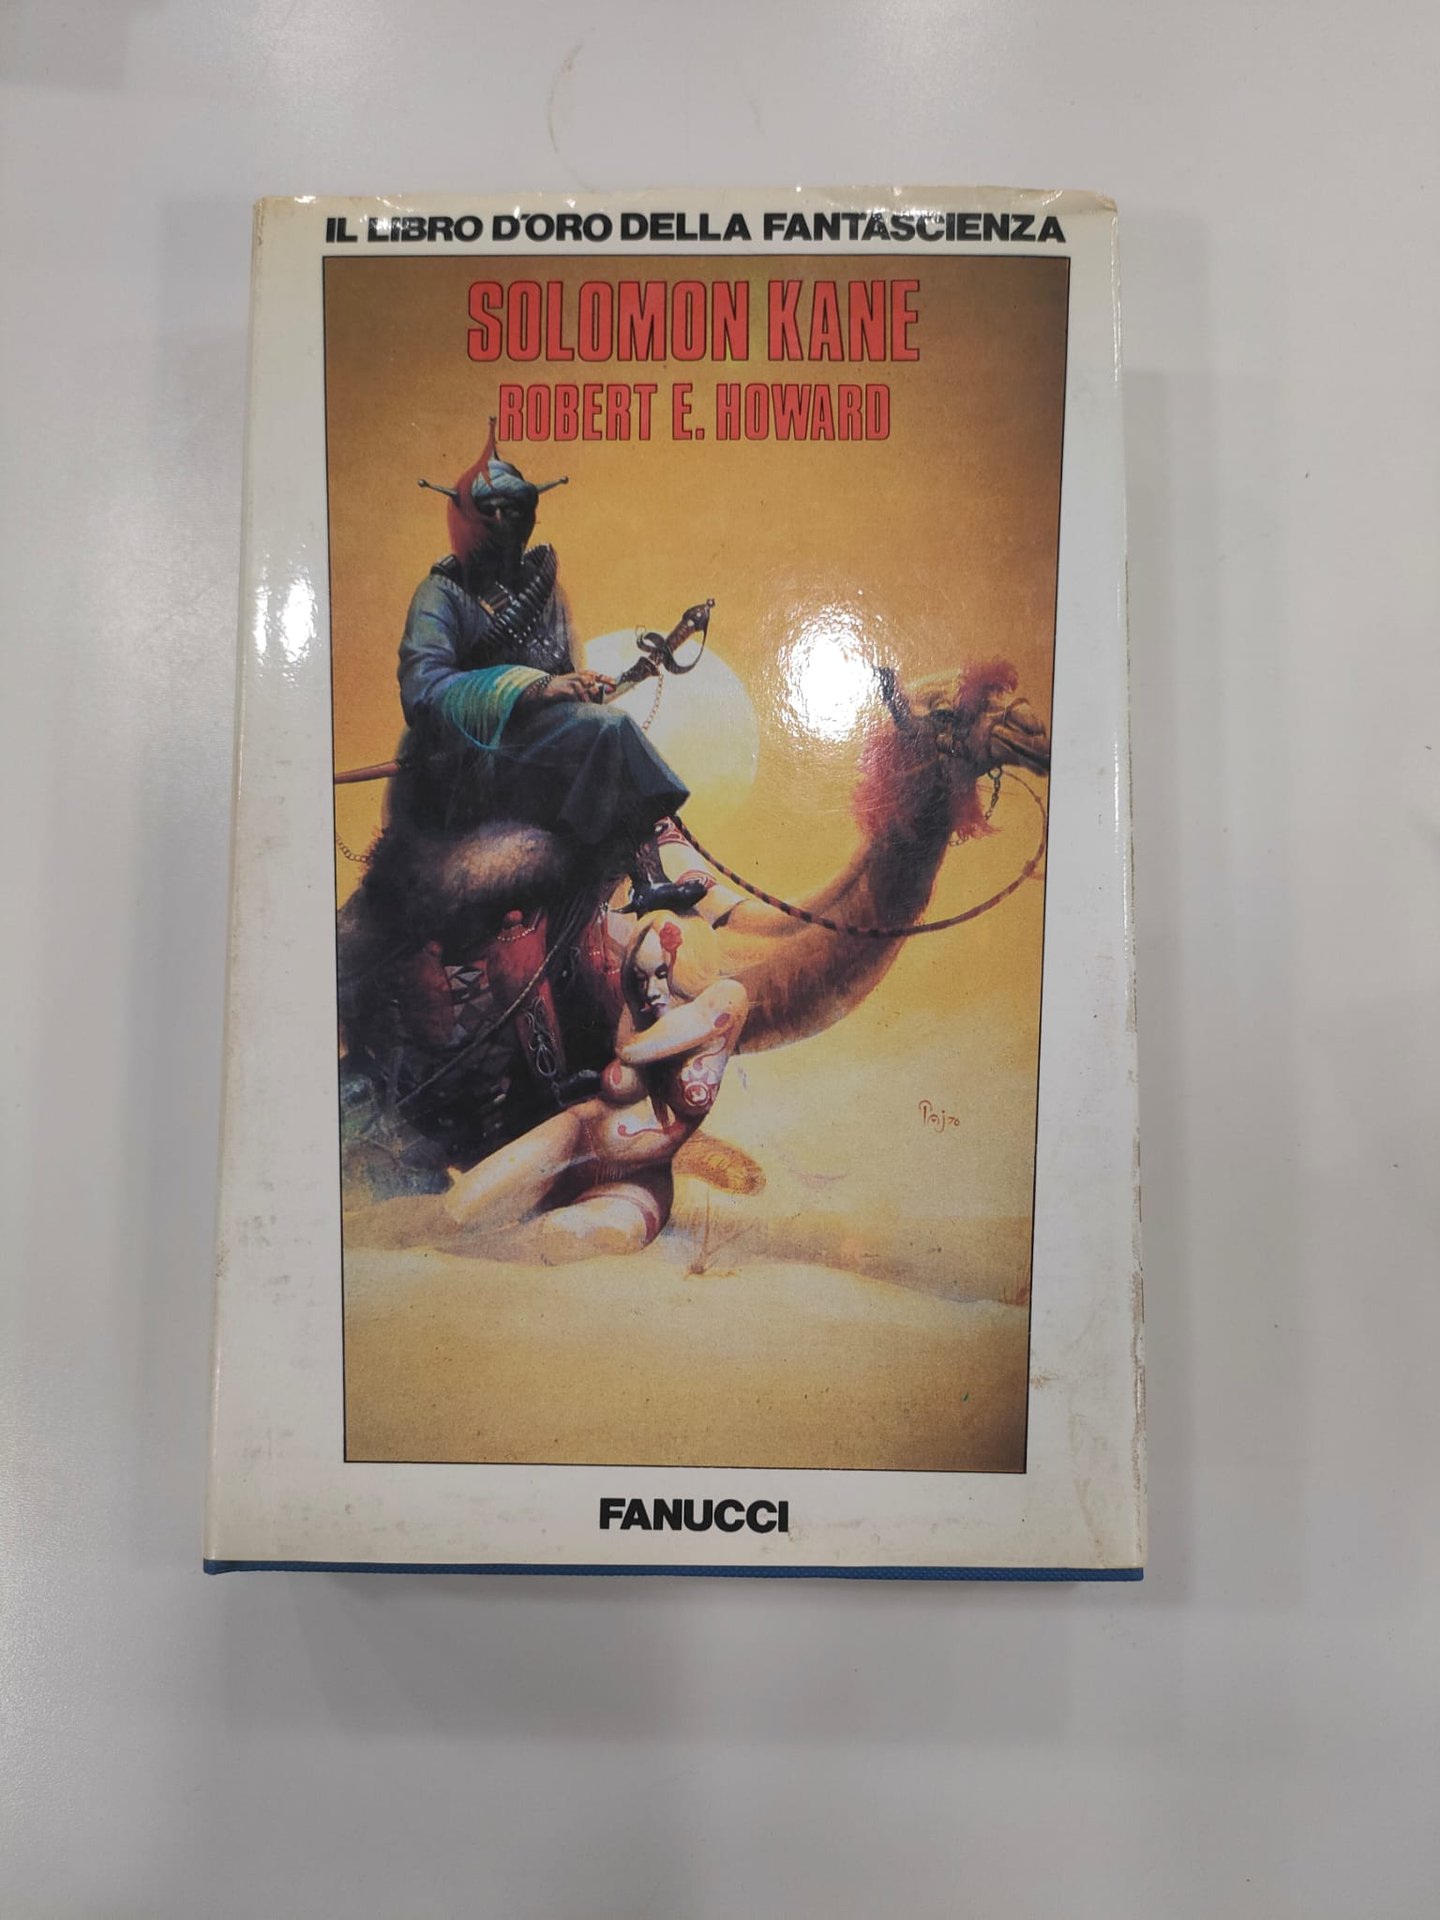 IL LIBRO D'ORO DELLA FANTASCIENZA
SOLOMON KANE
ROBERT E. HOWARD
FANUCCI